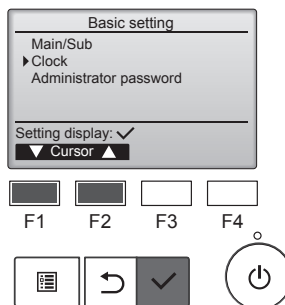 Basic setting
Main/Sub
Clock
Administrator password
Setting display:
Cursor
F1 F2 F3 F4